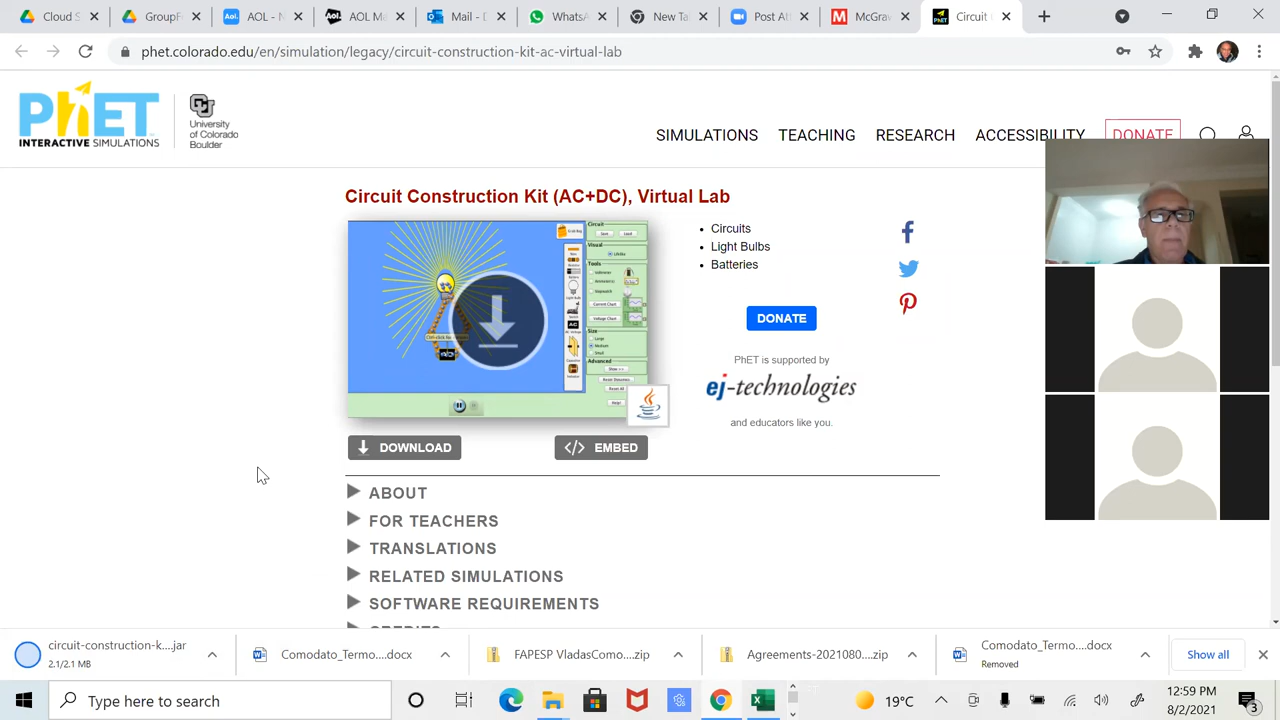 Cloud S
GroupF
AOL - N
AOL Me
Mail - D
WhatsA
New Ta
Post Att
McGraw
Circuit C
phet.colorado.edu/en/simulation/legacy/circuit-construction-kit-ac-virtual-lab
PhET
INTERACTIVE SIMULATIONS
University
of Colorado
Boulder
SIMULATIONS
TEACHING
RESEARCH
ACCESSIBILITY
DONATE
Circuit Construction Kit (AC+DC), Virtual Lab
Circuits
Light Bulbs
Batteries
DONATE
PhET is supported by
ej-technologies
and educators like you.
DOWNLOAD
</> EMBED
ABOUT
FOR TEACHERS
TRANSLATIONS
RELATED SIMULATIONS
SOFTWARE REQUIREMENTS
CREDITS
circuit-construction-k....jar
2.1/2.1 MB
Comodato_Termo....docx
FAPESP VladasComo....zip
Agreements-2021080....zip
Comodato_Termo....docx
Removed
Show all
Type here to search
19°C
12:59 PM
8/2/2021
3